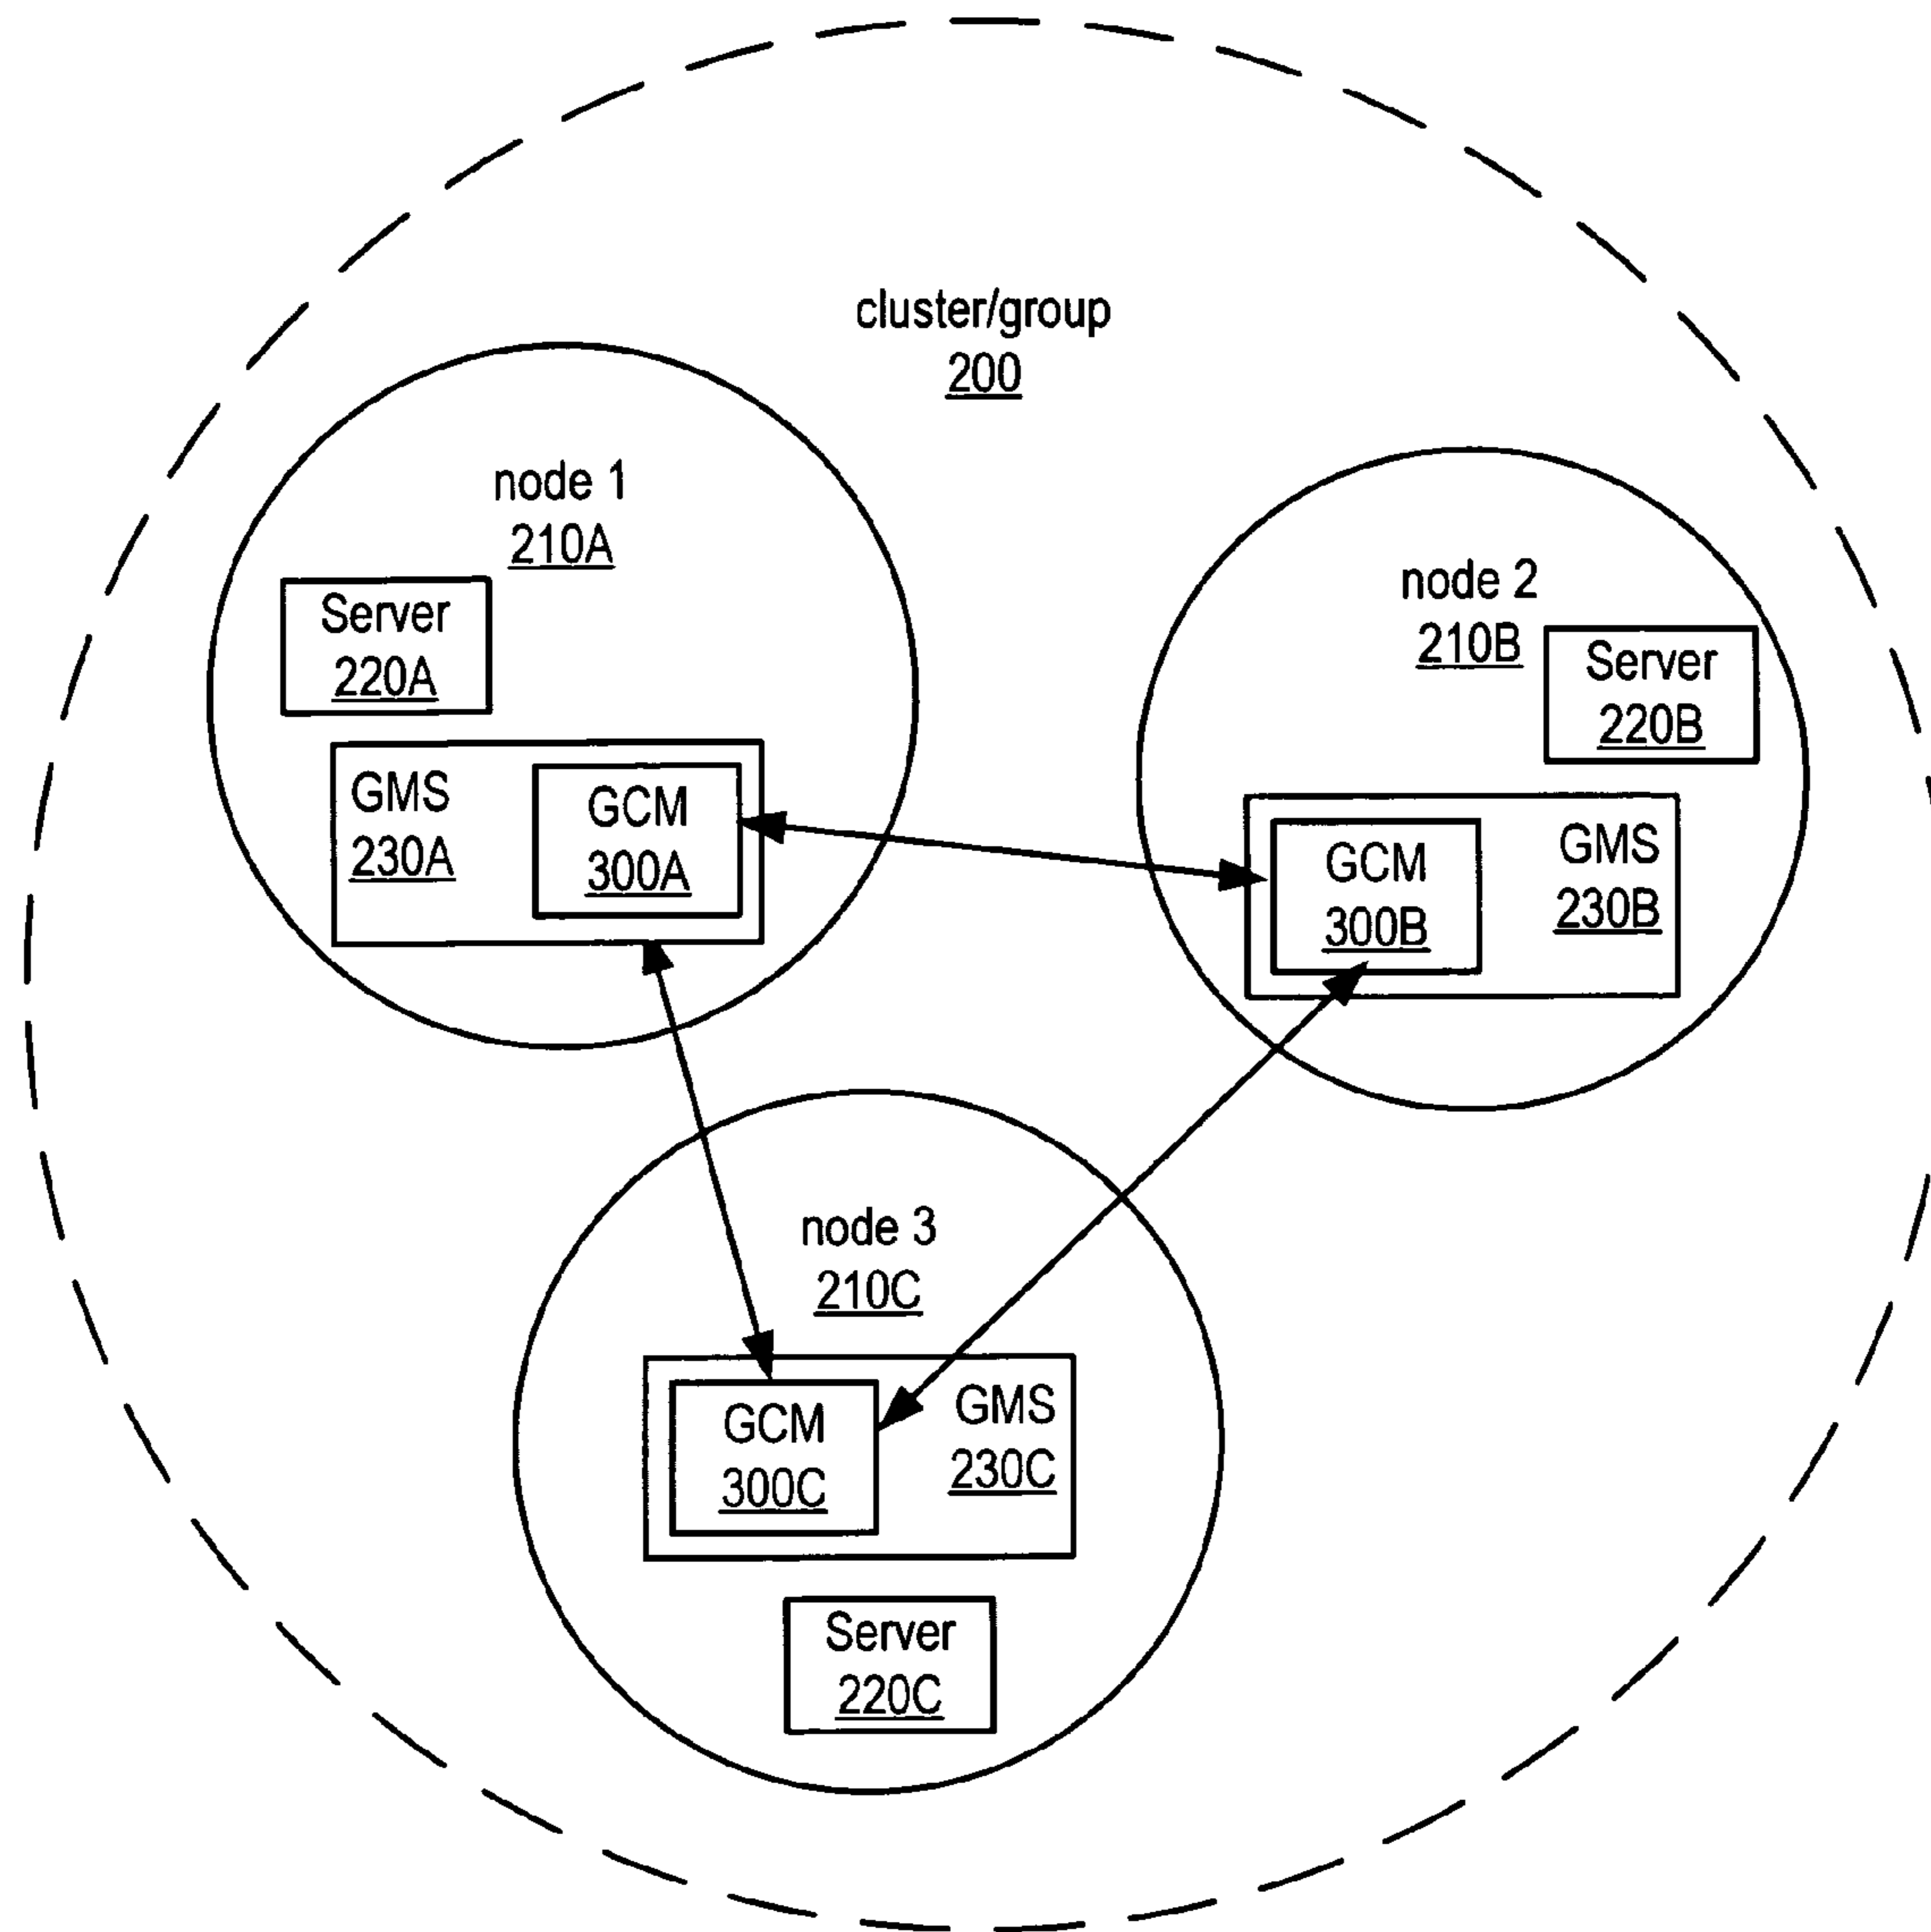 cluster/group
200
node 1
210A
Server
220A
GMS
230A
GCM
300A
node 2
210B
Server
220B
GCM
300B
GMS
230B
node 3
210C
GCM
300C
GMS
230C
Server
220C